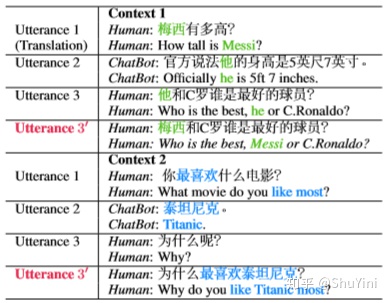 Context 1
Utterance 1 Human: 梅西有多高?
(Translation) Human: How tall is Messi?
Utterance 2 ChatBot: 官方说法他的身高是5英尺7英寸。
ChatBot: Officially he is 5ft 7 inches.
Utterance 3 Human: 他和C罗谁是最好的球员?
Human: Who is the best, he or C.Ronaldo?
Utterance 3′ Human: 梅西和C罗谁是最好的球员?
Human: Who is the best, Messi or C.Ronaldo?
Context 2
Utterance 1 Human: 你最喜欢什么电影?
Human: What movie do you like most?
Utterance 2 ChatBot: 泰坦尼克。
ChatBot: Titanic.
Utterance 3 Human: 为什么呢?
Human: Why?
Utterance 3′ Human: 为什么最喜欢泰坦尼克?
Human: Why do you like Titanic most?
知乎 @ShuYini